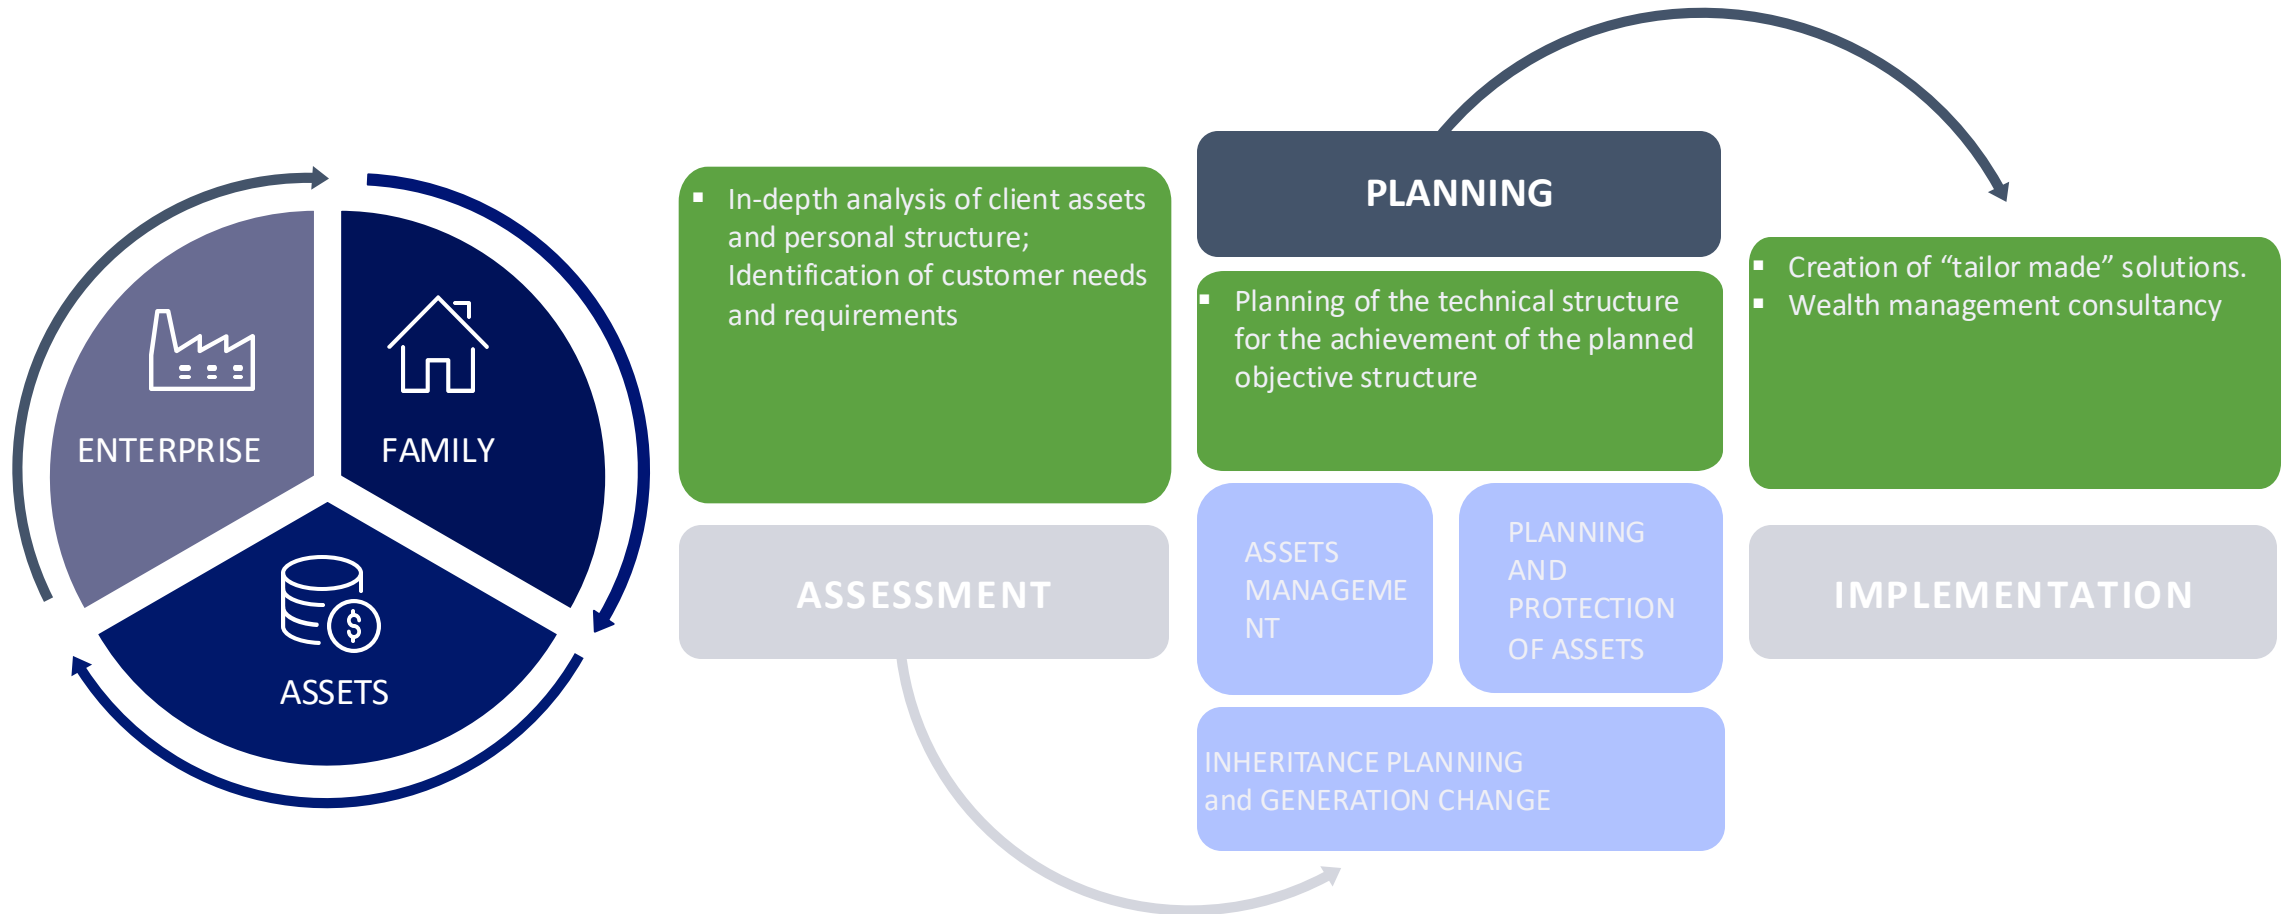 ENTERPRISE
FAMILY
ASSETS
▪ In-depth analysis of client assets
and personal structure;
Identification of customer needs
and requirements
ASSESSMENT
PLANNING
▪ Planning of the technical structure
for the achievement of the planned
objective structure
ASSETS
MANAGEME
NT
PLANNING
AND
PROTECTION
OF ASSETS
INHERITANCE PLANNING
and GENERATION CHANGE
▪ Creation of “tailor made” solutions.
▪ Wealth management consultancy
IMPLEMENTATION